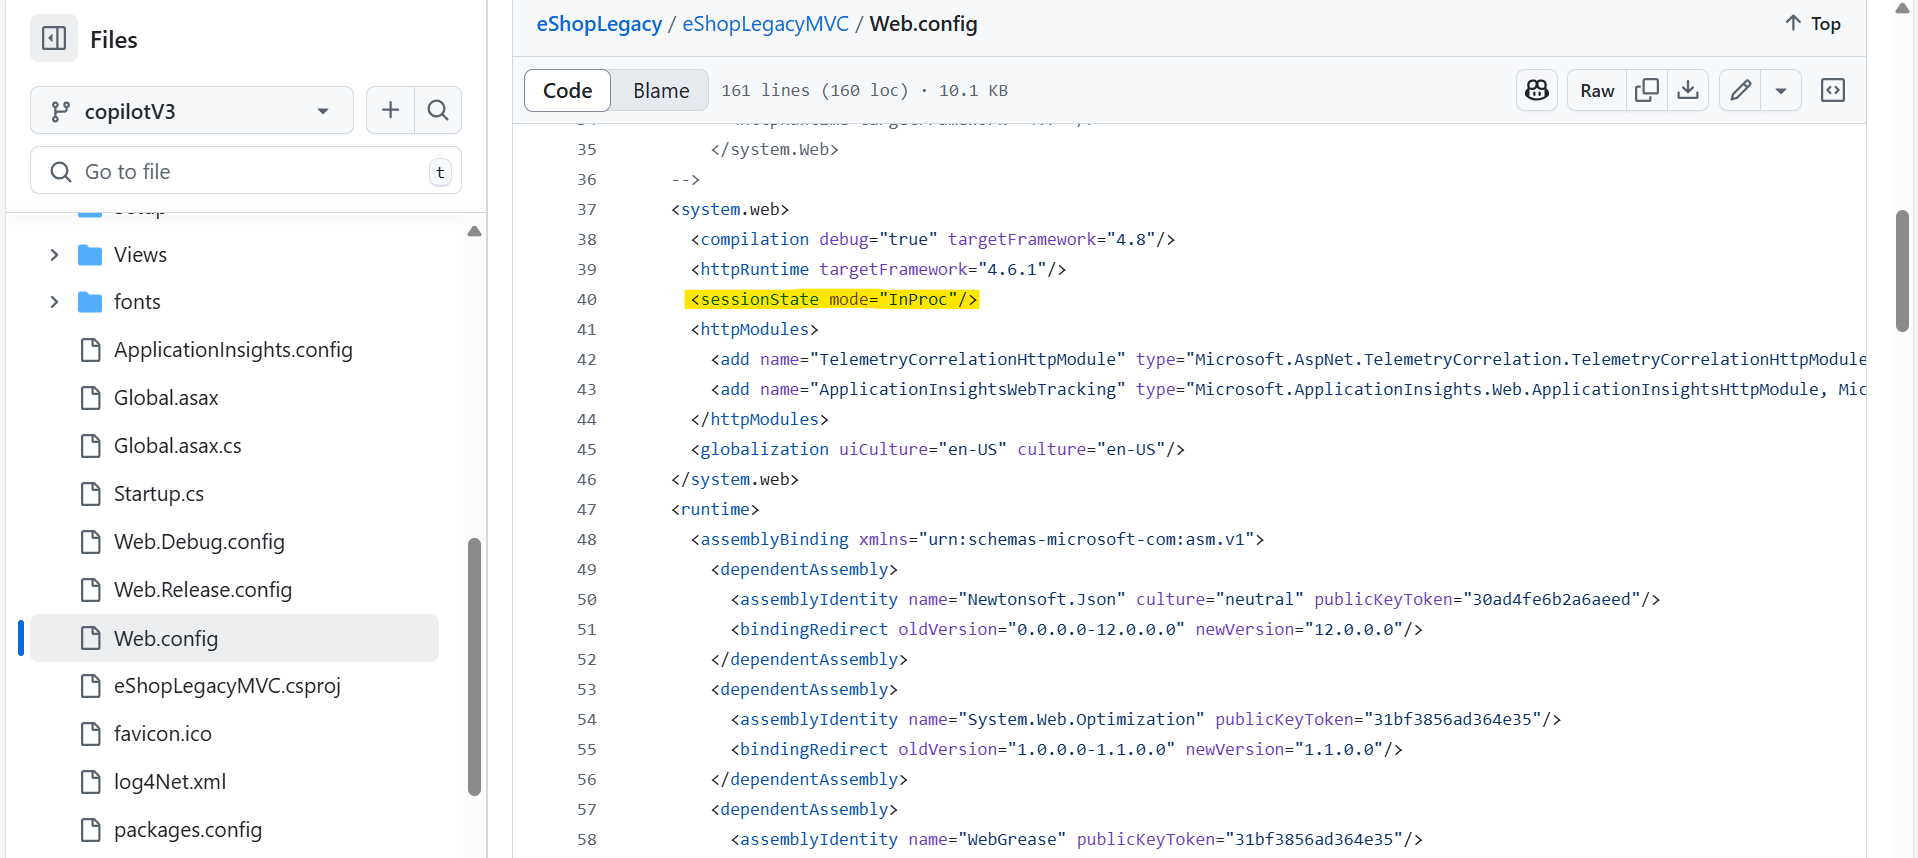 Files
copilotV3
Go to file
t
Views
fonts
ApplicationInsights.config
Global.asax
Global.asax.cs
Startup.cs
Web.Debug.config
Web.Release.config
Web.config
eShopLegacyMVC.csproj
favicon.ico
log4Net.xml
packages.config
eShopLegacy / eShopLegacyMVC / Web.config
Top
Code Blame 161 lines (160 loc) · 10.1 KB
Raw
35 </system.Web>
36 -->
37 <system.web>
38 <compilation debug="true" targetFramework="4.8"/>
39 <httpRuntime targetFramework="4.6.1"/>
40 <sessionState mode="InProc"/>
41 <httpModules>
42 <add name="TelemetryCorrelationHttpModule" type="Microsoft.AspNet.TelemetryCorrelation.TelemetryCorrelationHttpModule
43 <add name="ApplicationInsightsWebTracking" type="Microsoft.ApplicationInsights.Web.ApplicationInsightsHttpModule, Mic
44 </httpModules>
45 <globalization uiCulture="en-US" culture="en-US"/>
46 </system.web>
47 <runtime>
48 <assemblyBinding xmlns="urn:schemas-microsoft-com:asm.v1">
49 <dependentAssembly>
50 <assemblyIdentity name="Newtonsoft.Json" culture="neutral" publicKeyToken="30ad4fe6b2a6aeed"/>
51 <bindingRedirect oldVersion="0.0.0.0-12.0.0.0" newVersion="12.0.0.0"/>
52 </dependentAssembly>
53 <dependentAssembly>
54 <assemblyIdentity name="System.Web.Optimization" publicKeyToken="31bf3856ad364e35"/>
55 <bindingRedirect oldVersion="1.0.0.0-1.1.0.0" newVersion="1.1.0.0"/>
56 </dependentAssembly>
57 <dependentAssembly>
58 <assemblyIdentity name="WebGrease" publicKeyToken="31bf3856ad364e35"/>